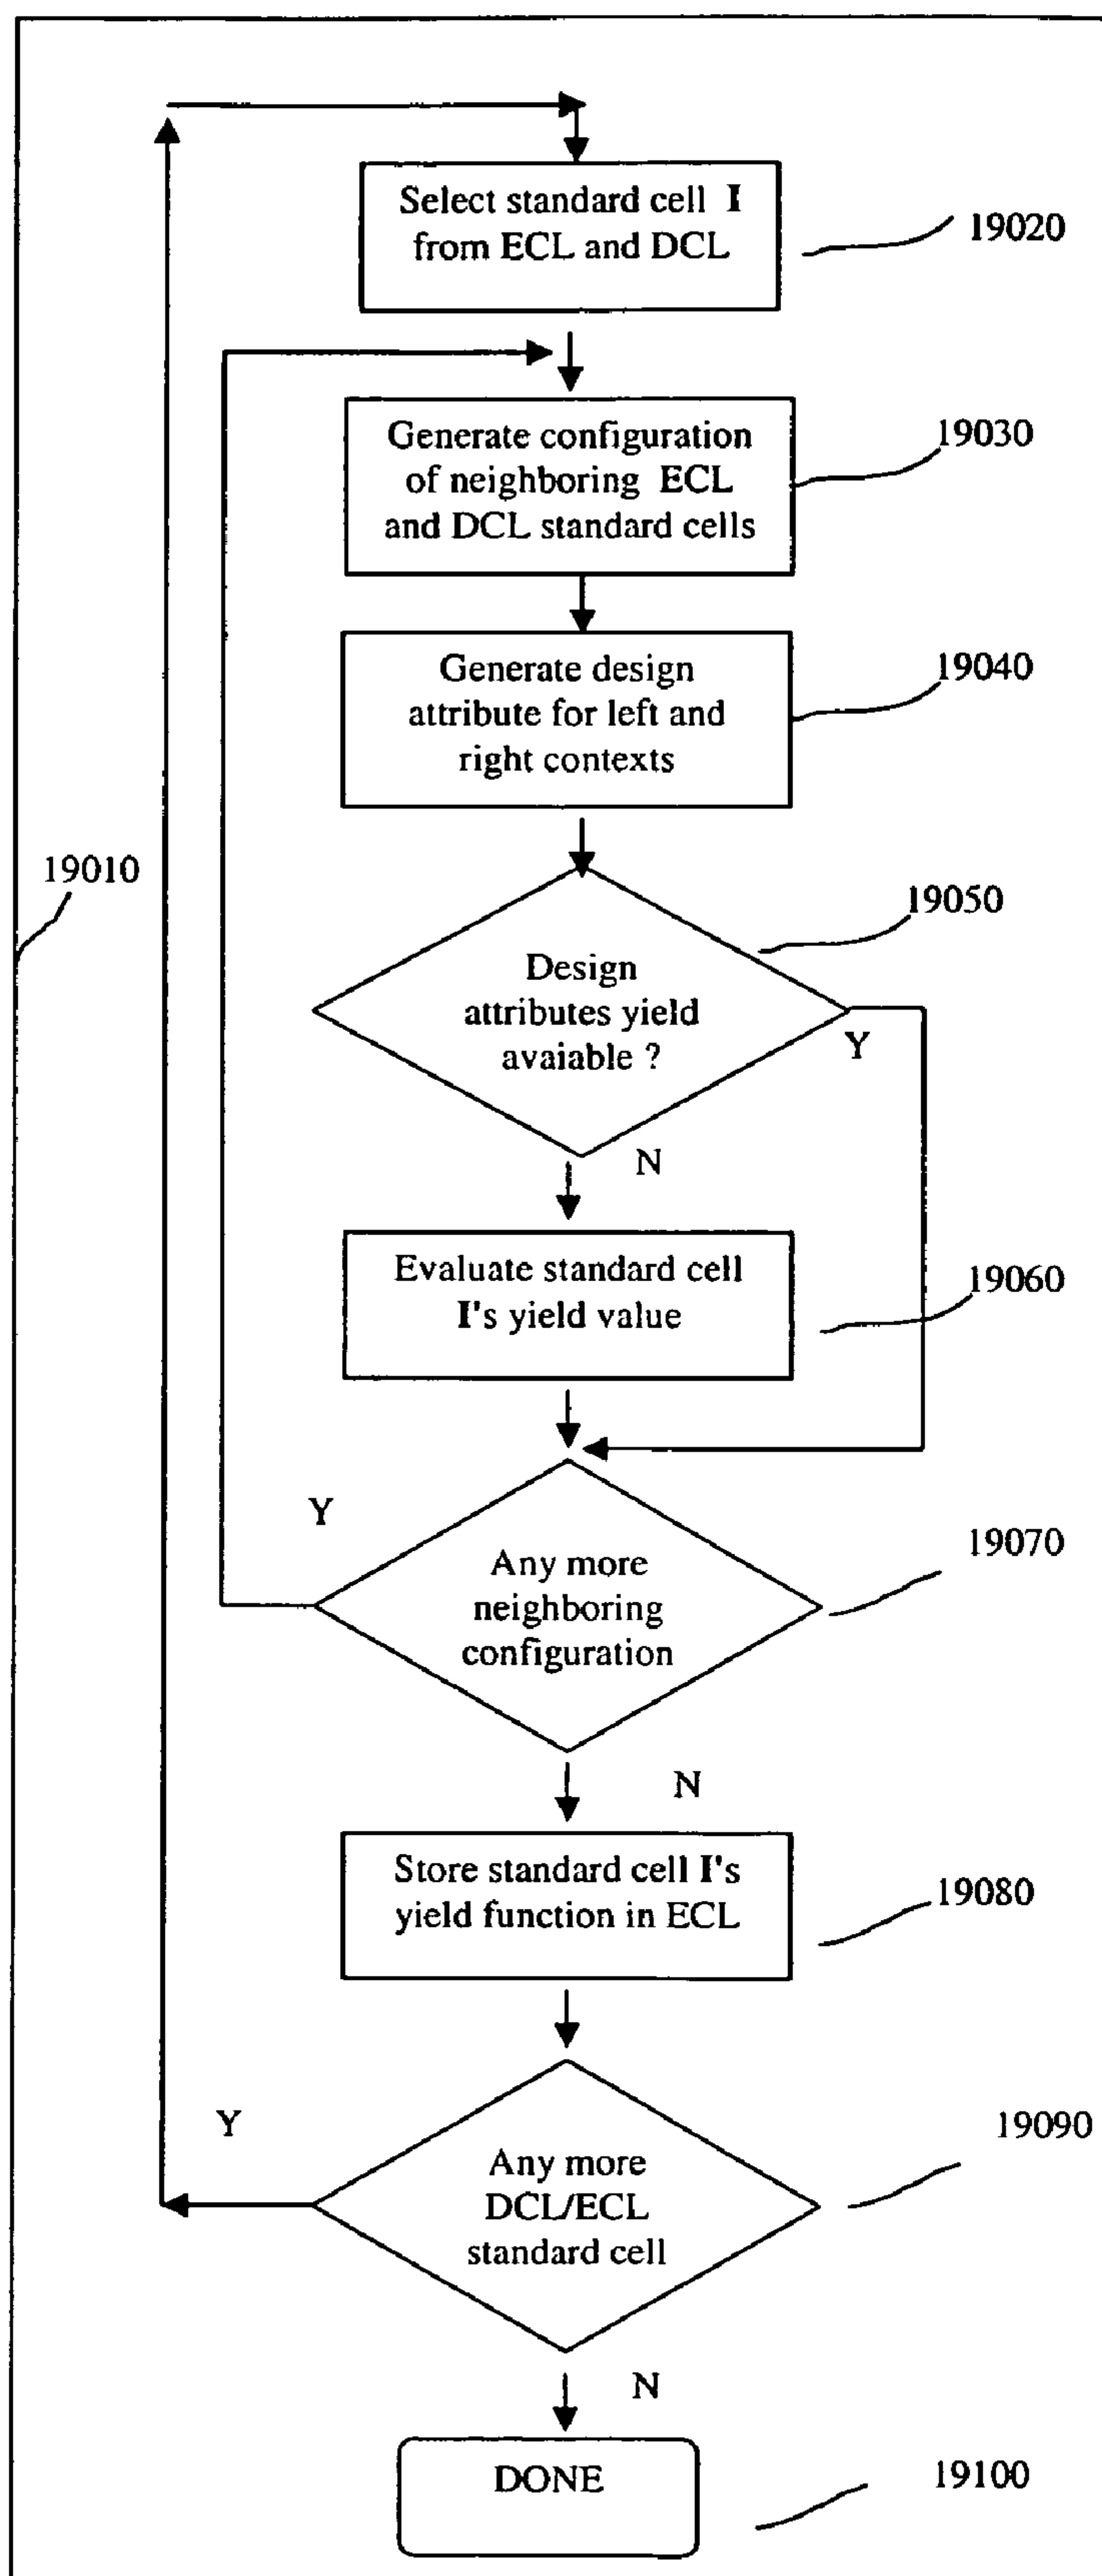 Select standard cell I
from ECL and DCL
19020
Generate configuration
of neighboring ECL
and DCL standard cells
19030
Generate design
attribute for left and
right contexts
19040
19010
19050
Design
attributes yield
avaiable ?
Y
N
Evaluate standard cell
I's yield value
19060
Y
Any more
neighboring
configuration
19070
N
Store standard cell I's
yield function in ECL
19080
Y
Any more
DCL/ECL
standard cell
19090
N
DONE
19100